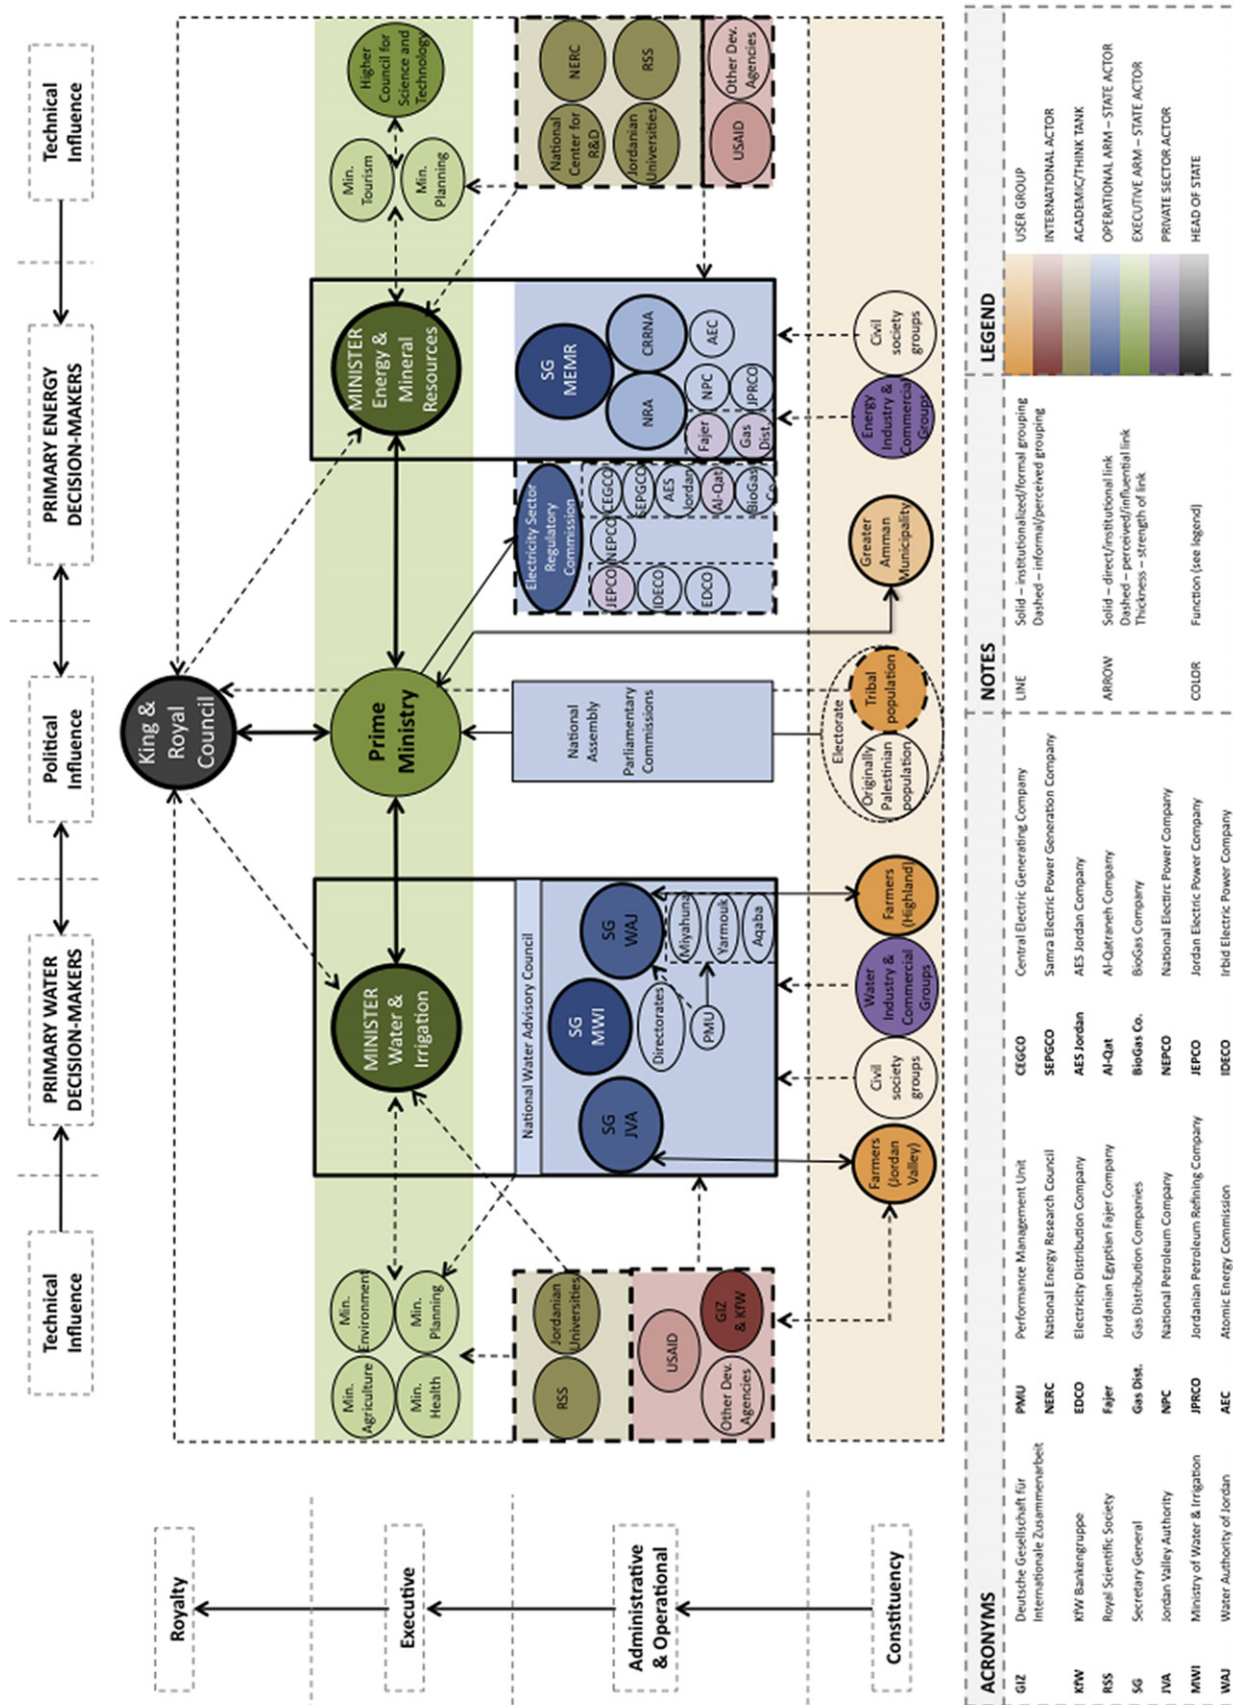 Technical
Influence
PRIMARY WATER
DECISION-MAKERS
Political
Influence
PRIMARY ENERGY
DECISION-MAKERS
Technical
Influence
Royalty
Executive
Administrative
& Operational
Constituency
King &
Royal
Council
Min.
Agriculture
Min.
Environment
Min.
Health
Min.
Planning
MINISTER
Water &
Irrigation
Prime
Ministry
MINISTER
Energy &
Mineral
Resources
Min.
Tourism
Min.
Planning
Higher
Council for
Science and
Technology
RSS
Jordanian
Universities
USAID
Other Dev.
Agencies
GIZ
& KfW
National Water Advisory Council
SG
JVA
SG
MWI
SG
WAJ
Directorates
PMU
Miyahuna
Yarmouk
Aqaba
National
Assembly
Parliamentary
Commissions
Electricity Sector
Regulatory
Commission
JEPCO
IDECO
EDCO
NEPCO
CEGCO
SEPGCO
AES
Jordan
Al-Qat
BioGas
SG
MEMR
NRA
CRRNA
Fajer
Gas
Dist.
NPC
JPRCO
AEC
National
Center for
R&D
NERC
Jordanian
Universities
RSS
USAID
Other Dev.
Agencies
Farmers
(Jordan
Valley)
Civil
society
groups
Water
Industry &
Commercial
Groups
Farmers
(Highland)
Electorate
Originally
Palestinian
population
Tribal
population
Greater
Amman
Municipality
Energy
Industry &
Commercial
Groups
Civil
society
groups
ACRONYMS
GIZ Deutsche Gesellschaft für
Internationale Zusammenarbeit
KfW KfW Bankengruppe
RSS Royal Scientific Society
SG Secretary General
JVA Jordan Valley Authority
MWI Ministry of Water & Irrigation
WAJ Water Authority of Jordan
PMU Performance Management Unit
NERC National Energy Research Council
EDCO Electricity Distribution Company
Fajer Jordanian Egyptian Fajer Company
Gas Dist. Gas Distribution Companies
NPC National Petroleum Company
JPRCO Jordanian Petroleum Refining Company
AEC Atomic Energy Commission
CEGCO Central Electric Generating Company
SEPGCO Samra Electric Power Generation Company
AES Jordan AES Jordan Company
Al-Qat Al-Qatraneh Power Company
BioGas Co. BioGas Company
NEPCO National Electirc Power Company
JEPCO Jordan Electric Power Company
IDECO Irbid Electric Power Company
NOTES
LINE Solid – institutionalized/formal grouping
Dashed – informal/perceived grouping
ARROW Solid – direct/institutional link
Dashed – perceived/influential link
Thickness – strength of link
COLOR Function (see legend)
LEGEND
USER GROUP
INTERNATIONAL ACTOR
ACADEMIC/THINK TANK
OPERATIONAL ARM – STATE ACTOR
EXECUTIVE ARM – STATE ACTOR
PRIVATE SECTOR ACTOR
HEAD OF STATE